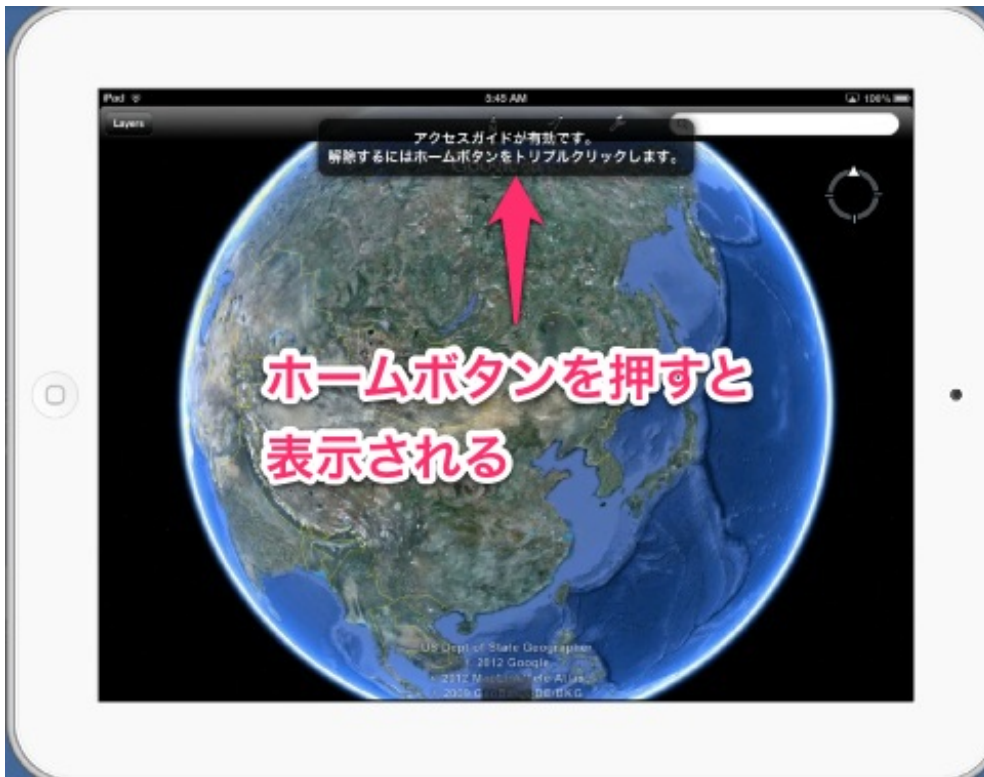 iPad
5:45 AM
100%
Layers
アクセスガイドが有効です。
解除するにはホームボタンをトリプルクリックします。
ホームボタンを押すと
表示される
US Dept of State Geographer
© 2012 Google